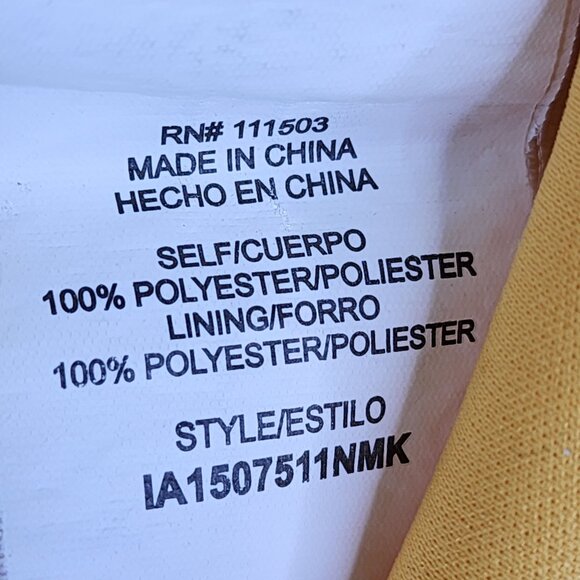 RN# 111503
MADE IN CHINA
HECHO EN CHINA
SELF/CUERPO
100% POLYESTER/POLIESTER
LINING/FORRO
100% POLYESTER/POLIESTER
STYLE/ESTILO
IA1507511NMK